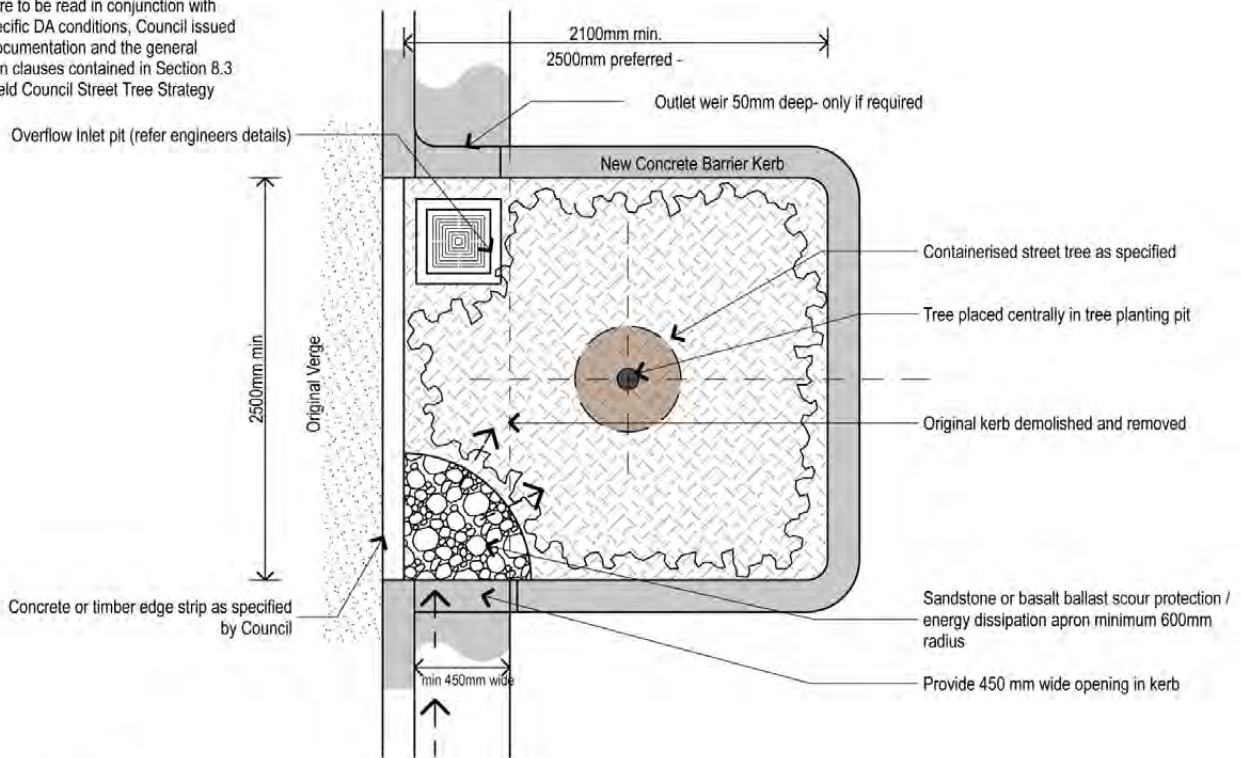 re to be read in conjunction with
ecific DA conditions, Council issued
ocumentation and the general
n clauses contained in Section 8.3
eld Council Street Tree Strategy
2100mm min.
2500mm preferred -
Outlet weir 50mm deep- only if required
Overflow Inlet pit (refer engineers details)
New Concrete Barrier Kerb
Containerised street tree as specified
Tree placed centrally in tree planting pit
2500mm min
Original Verge
Original kerb demolished and removed
Concrete or timber edge strip as specified
by Council
Sandstone or basalt ballast scour protection /
energy dissipation apron minimum 600mm
radius
min 450mm wide
Provide 450 mm wide opening in kerb